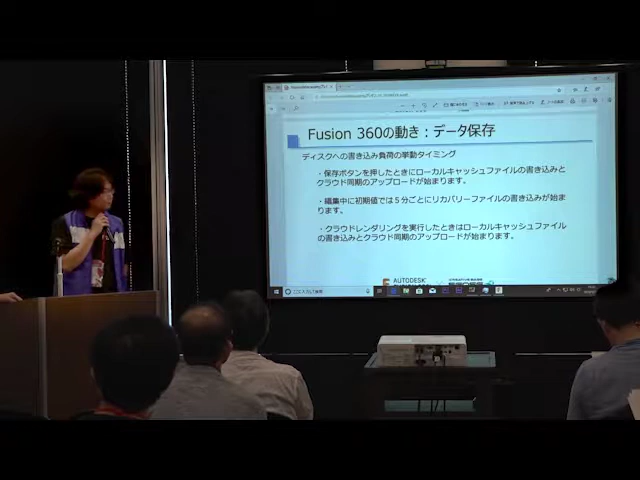 Fusion 360の動き：データ保存
ディスクへの書き込み負荷の挙動タイミング
・保存ボタンを押したときにローカルキャッシュファイルの書き込みと
クラウド同期のアップロードが始まります。
・編集中に初期値では５分ごとにリカバリーファイルの書き込みが始ま
ります。
・クラウドレンダリングを実行したときはローカルキャッシュファイル
の書き込みとクラウド同期のアップロードが始まります。
AUTODESK